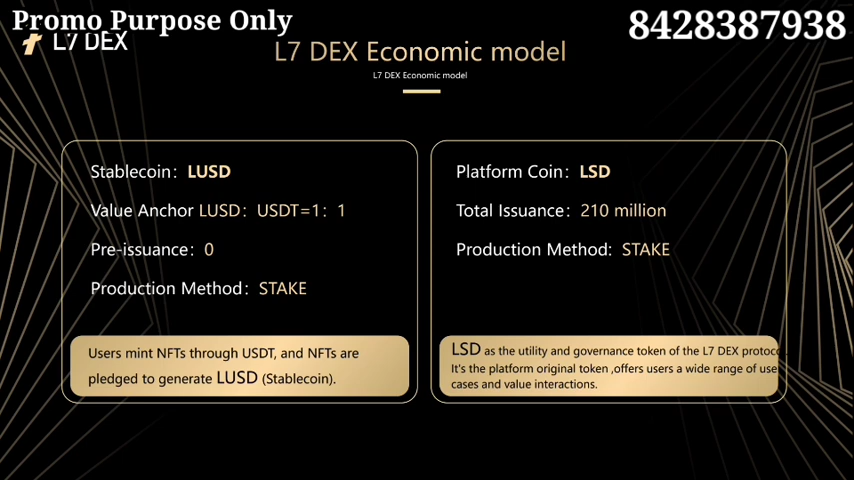 Promo Purpose Only
8428387938
L7 DEX
L7 DEX Economic model
L7 DEX Economic model
Stablecoin: LUSD
Value Anchor LUSD: USDT=1: 1
Pre-issuance: 0
Production Method: STAKE
Users mint NFTs through USDT, and NFTs are
pledged to generate LUSD (Stablecoin).
Platform Coin: LSD
Total Issuance: 210 million
Production Method: STAKE
LSD as the utility and governance token of the L7 DEX protoco
It's the platform original token ,offers users a wide range of use
cases and value interactions.